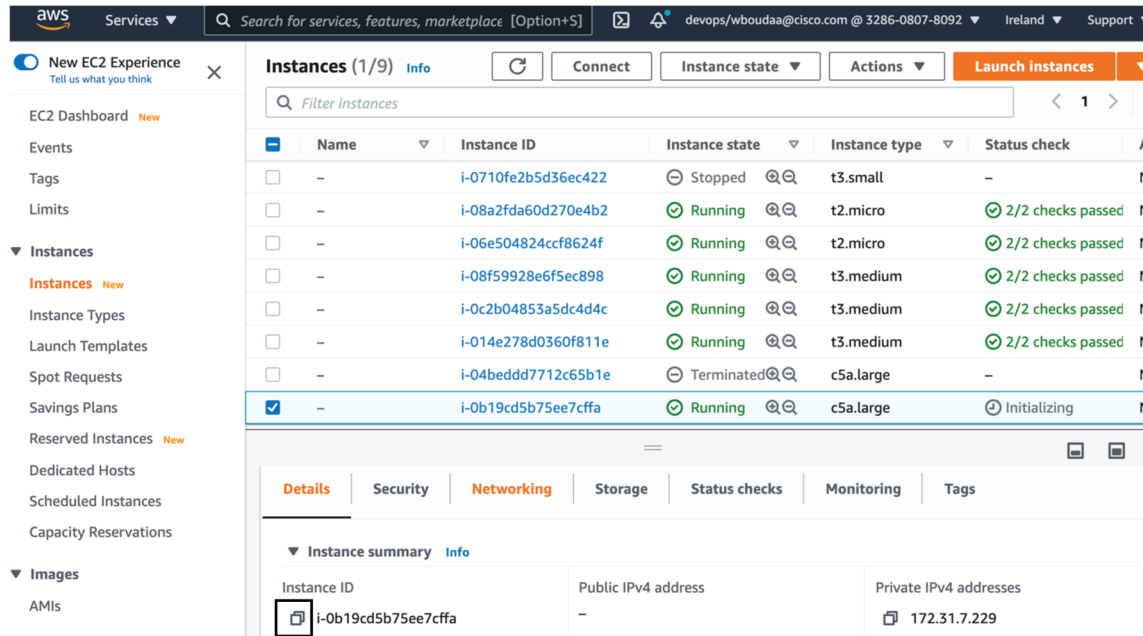 aws Services Search for services, features, marketplace [Option+S] devops/wboudaa@cisco.com @ 3286-0807-8092 Ireland Support
New EC2 Experience
Tell us what you think
EC2 Dashboard New
Events
Tags
Limits
Instances
Instances New
Instance Types
Launch Templates
Spot Requests
Savings Plans
Reserved Instances New
Dedicated Hosts
Scheduled Instances
Capacity Reservations
Images
AMIs
Instances (1/9) Info Connect Instance state Actions Launch instances
Filter instances 1
Name Instance ID Instance state Instance type Status check
– i-0710fe2b5d36ec422 Stopped t3.small –
– i-08a2fda60d270e4b2 Running t2.micro 2/2 checks passed
– i-06e504824ccf8624f Running t2.micro 2/2 checks passed
– i-08f59928e6f5ec898 Running t3.medium 2/2 checks passed
– i-0c2b04853a5dc4d4c Running t3.medium 2/2 checks passed
– i-014e278d0360f811e Running t3.medium 2/2 checks passed
– i-04beddd7712c65b1e Terminated c5a.large –
– i-0b19cd5b75ee7cffa Running c5a.large Initializing
Details Security Networking Storage Status checks Monitoring Tags
Instance summary Info
Instance ID Public IPv4 address Private IPv4 addresses
i-0b19cd5b75ee7cffa – 172.31.7.229